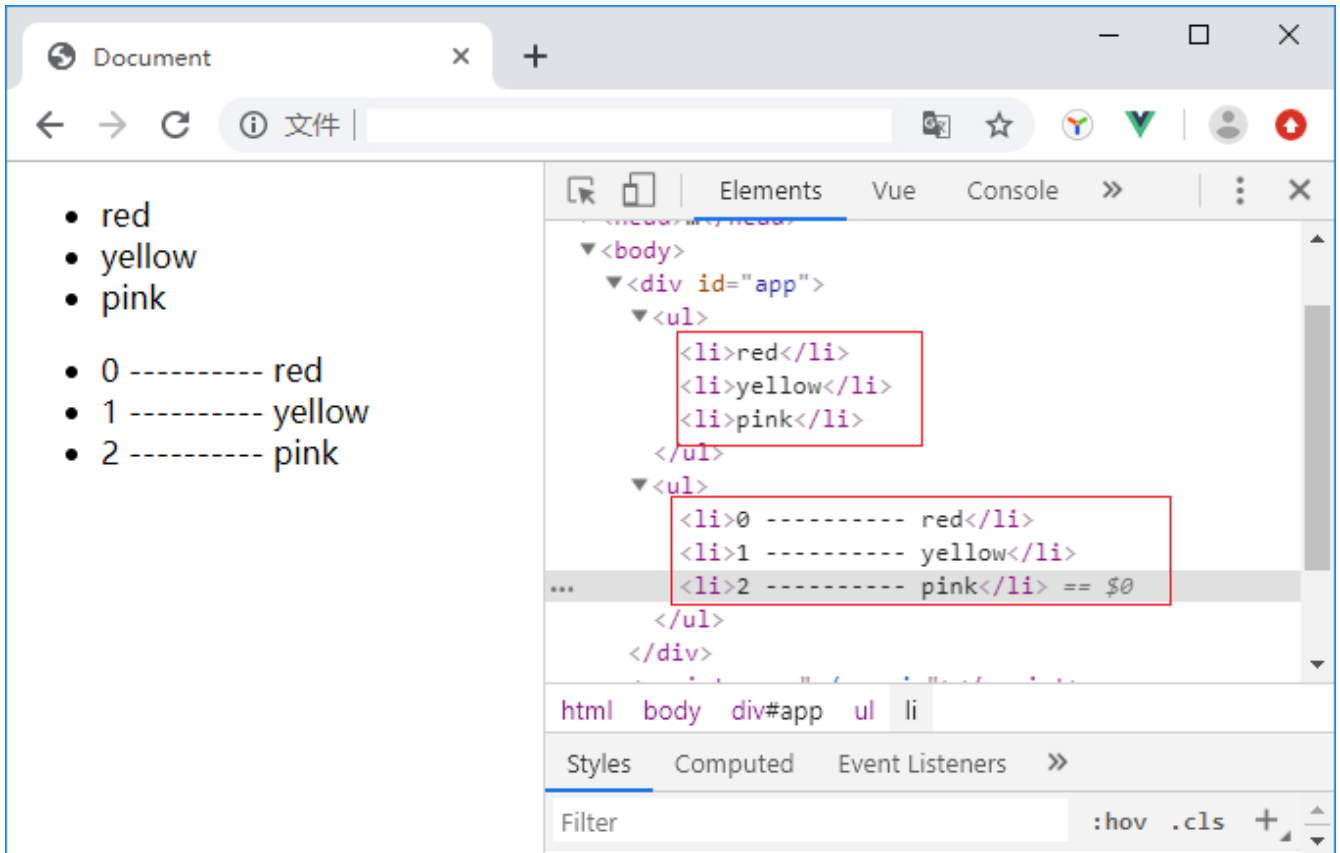 Document
文件
red
yellow
pink
0 ---------- red
1 ---------- yellow
2 ---------- pink
Elements Vue Console
<body>
<div id="app">
<ul>
<li>red</li>
<li>yellow</li>
<li>pink</li>
</ul>
<ul>
<li>0 ---------- red</li>
<li>1 ---------- yellow</li>
<li>2 ---------- pink</li> == $0
</ul>
</div>
html body div#app ul li
Styles Computed Event Listeners
Filter :hov .cls